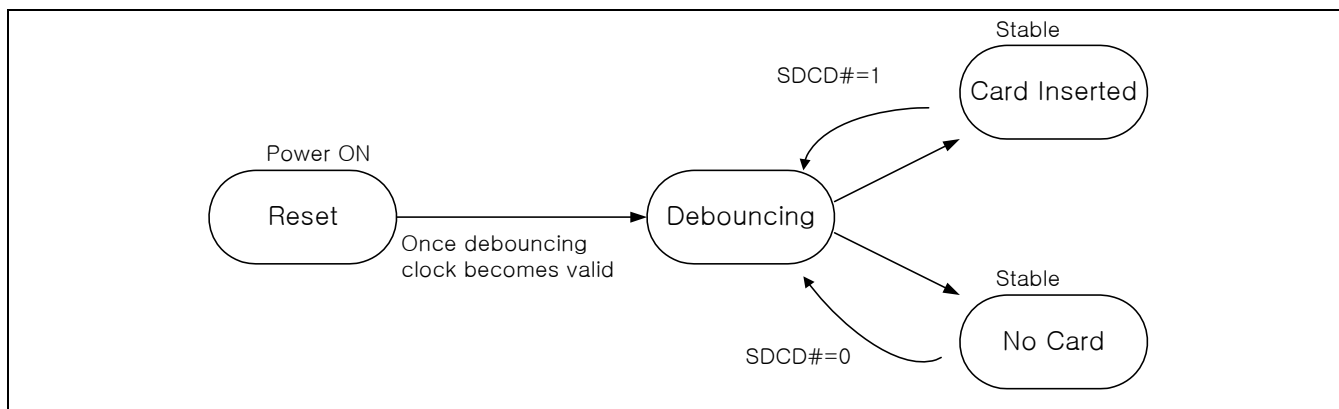 Stable
Card Inserted
SDCD#=1
Power ON
Reset
Debouncing
Once debouncing
clock becomes valid
Stable
No Card
SDCD#=0